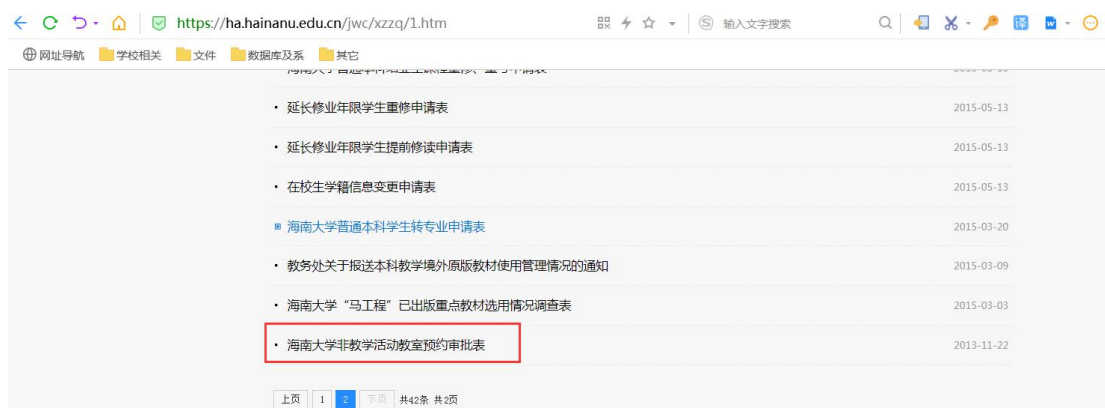 https://ha.hainanu.edu.cn/jwc/xzzq/1.htm 输入文字搜索
网址导航 学校相关 文件 数据库及系 其它
延长修业年限学生重修申请表 2015-05-13
延长修业年限学生提前修读申请表 2015-05-13
在校生学籍信息变更申请表 2015-05-13
海南大学普通本科学生转专业申请表 2015-03-20
教务处关于报送本科教学境外原版教材使用管理情况的通知 2015-03-09
海南大学“马工程”已出版重点教材选用情况调查表 2015-03-03
海南大学非教学活动教室预约审批表 2013-11-22
上页 1 2 下页 共42条 共2页